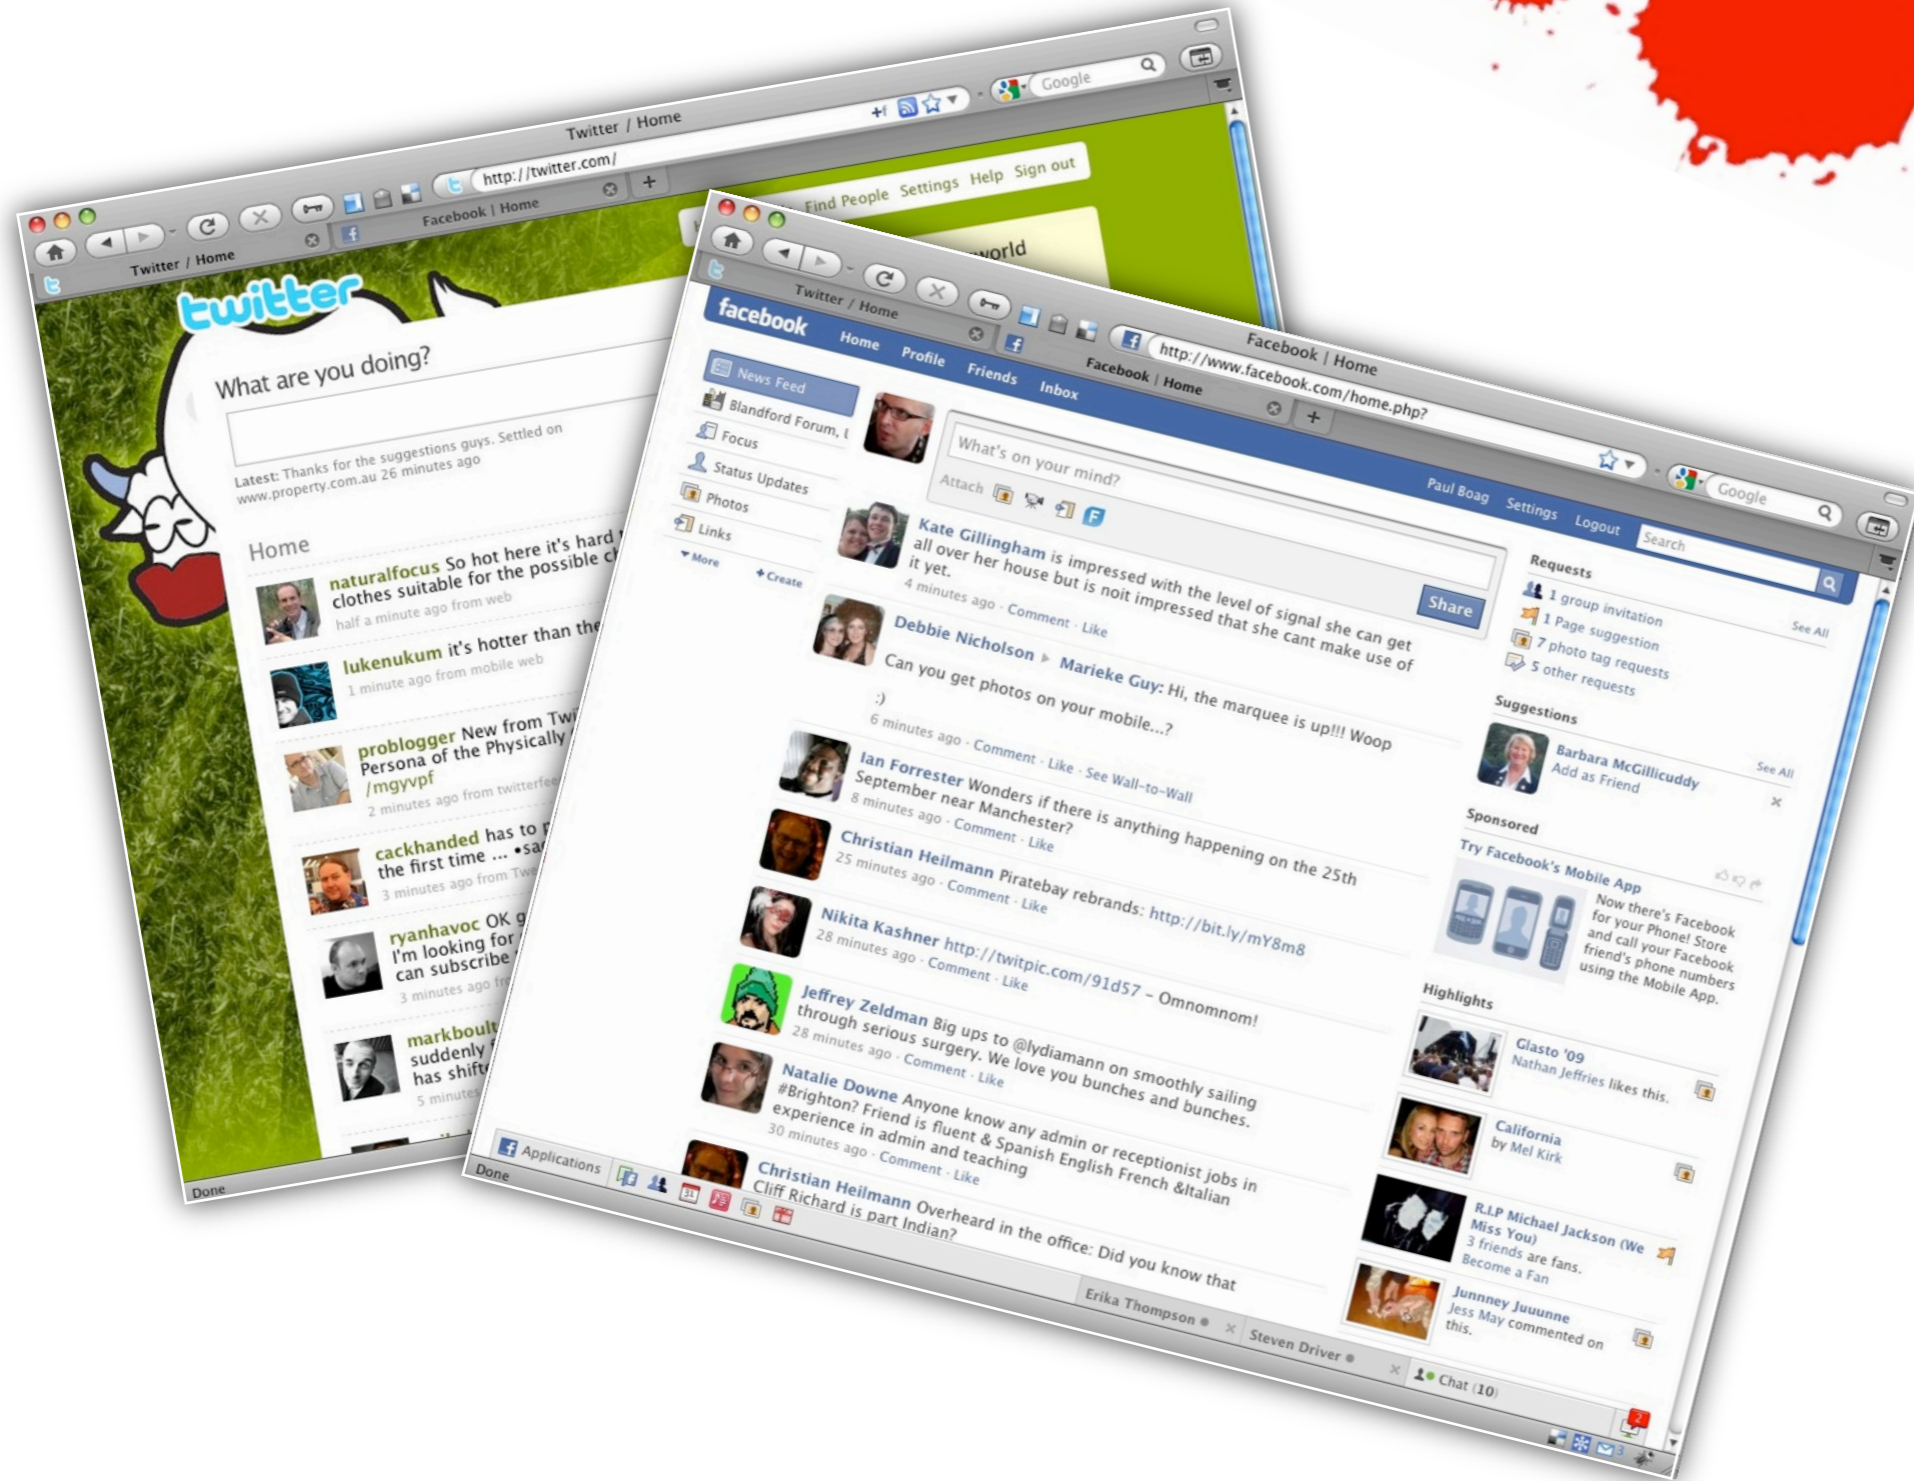 Twitter / Home
http://twitter.com/
Google
Twitter / Home
Facebook | Home
Find People Settings Help Sign out
world
twitter
What are you doing?
Latest: Thanks for the suggestions guys. Settled on
www.property.com.au 26 minutes ago
Home
naturalfocus So hot here it's hard
clothes suitable for the possible
half a minute ago from web
lukenukum it's hotter than the
1 minute ago from mobile web
problogger New from
Persona of the Physically
/mgyvpf
2 minutes ago from
cackhanded has to
the first time ...
3 minutes ago from
ryanhavoc OK
I'm looking for
can subscribe
3 minutes ago
markboult
suddenly
has
5 minutes
Done
Facebook | Home
http://www.facebook.com/home.php?
Google
Twitter / Home
Facebook | Home
facebook
Home Profile Friends Inbox
Paul Boag Settings Logout
Search
News Feed
Blandford Forum,
Focus
Status Updates
Photos
Links
More
Create
What's on your mind?
Attach
Share
Kate Gillingham is impressed with the level of signal she can get
all over her house but is noit impressed that she cant make use of
it yet.
4 minutes ago · Comment · Like
Debbie Nicholson ▸ Marieke Guy: Hi, the marquee is up!!! Woop
Can you get photos on your mobile...?
:)
6 minutes ago · Comment · Like · See Wall-to-Wall
Ian Forrester Wonders if there is anything happening on the 25th
September near Manchester?
8 minutes ago · Comment · Like
Christian Heilmann Piratebay rebrands: http://bit.ly/mY8m8
25 minutes ago · Comment · Like
Nikita Kashner http://twitpic.com/91d57 – Omnomnom!
28 minutes ago · Comment · Like
Jeffrey Zeldman Big ups to @lydiamann on smoothly sailing
through serious surgery. We love you bunches and bunches.
28 minutes ago · Comment · Like
Natalie Downe Anyone know any admin or receptionist jobs in
#Brighton? Friend is fluent & Spanish English French &Italian
experience in admin and teaching
30 minutes ago · Comment · Like
Christian Heilmann Overheard in the office: Did you know that
Cliff Richard is part Indian?
Requests
See All
1 group invitation
1 Page suggestion
7 photo tag requests
5 other requests
Suggestions
See All
Barbara McGillicuddy
Add as Friend
Sponsored
Try Facebook's Mobile App
Now there's Facebook
for your Phone! Store
and call your Facebook
friend's phone numbers
using the Mobile App.
Highlights
Glasto '09
Nathan Jeffries likes this.
California
by Mel Kirk
R.I.P Michael Jackson (We
Miss You)
3 friends are fans.
Become a Fan
Junnney Juuunne
Jess May commented on
this.
Applications
31
Erika Thompson
Steven Driver
Chat (10)
2
Done
3